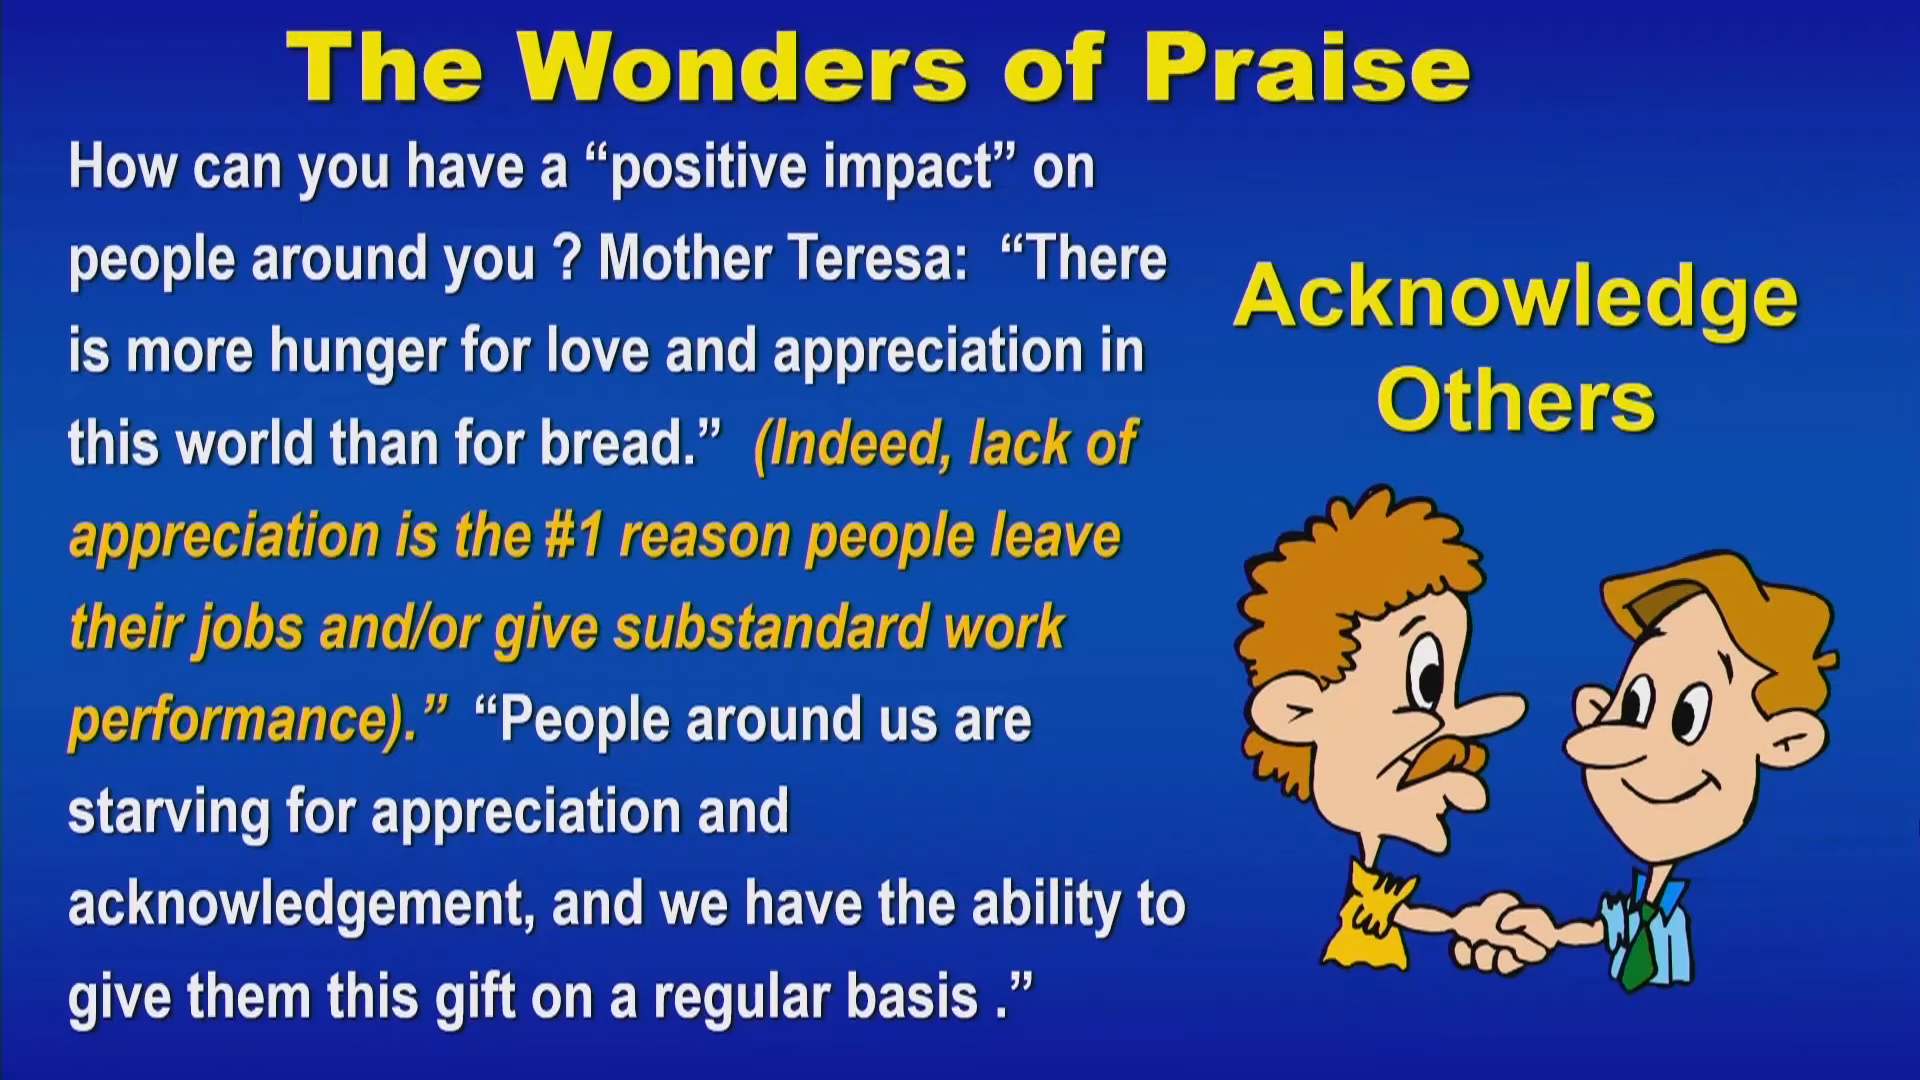 The Wonders of Praise
How can you have a “positive impact” on
people around you ? Mother Teresa:  “There
is more hunger for love and appreciation in
this world than for bread.”  (Indeed, lack of
appreciation is the #1 reason people leave
their jobs and/or give substandard work
performance).”  “People around us are
starving for appreciation and
acknowledgement, and we have the ability to
give them this gift on a regular basis .”
Acknowledge
Others